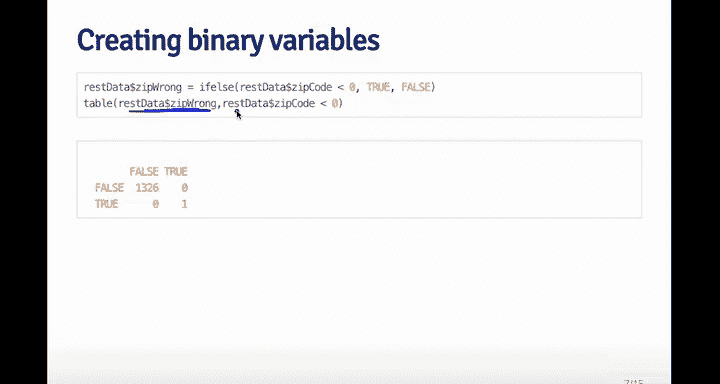 Creating binary variables
restData$zipWrong = ifelse(restData$zipCode < 0, TRUE, FALSE)
table(restData$zipWrong,restData$zipCode < 0)
FALSE TRUE
FALSE 1326 0
TRUE 0 1